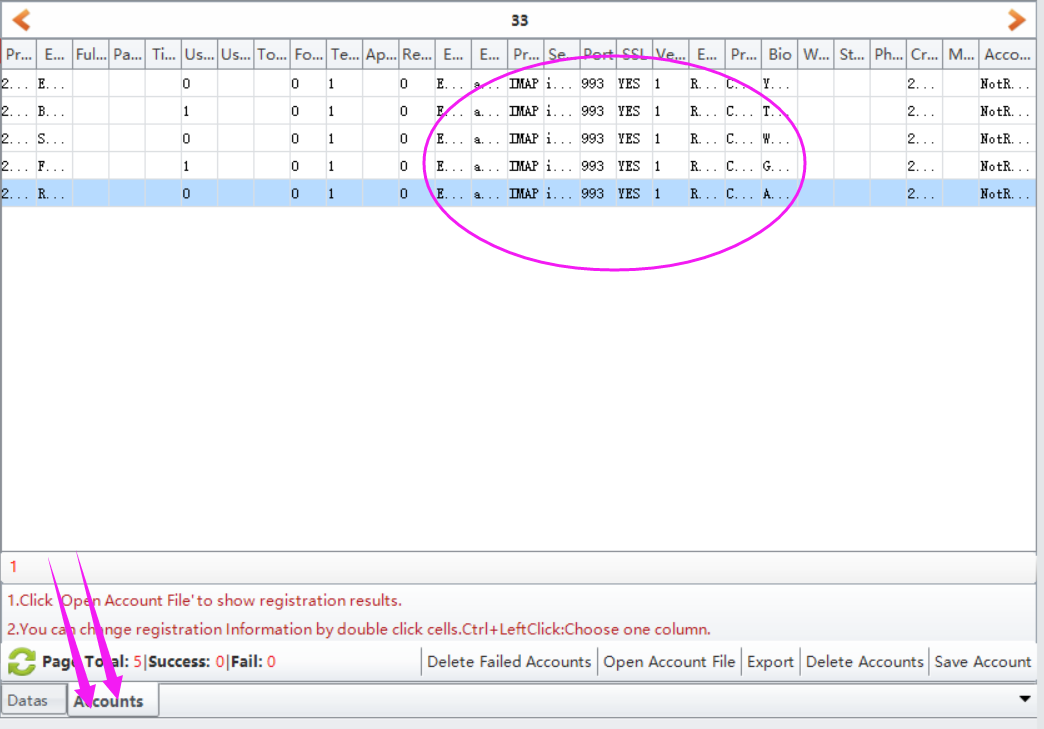 33
Pr... E... Ful... Pa... Ti... Us... Us... To... Fo... Te... Ap... Re... E... E... Pr... Se... Port SSL Ve... E... Pr... Bio W... St... Ph... Cr... M... Acco...
2... E... 0 0 1 0 E... a... IMAP i... 993 YES 1 R... C... Y... 2... NotR...
2... B... 1 0 1 0 E... a... IMAP i... 993 YES 1 R... C... T... 2... NotR...
2... S... 0 0 1 0 E... a... IMAP i... 993 YES 1 R... C... W... 2... NotR...
2... F... 1 0 1 0 E... a... IMAP i... 993 YES 1 R... C... G... 2... NotR...
2... R... 0 0 1 0 E... a... IMAP i... 993 YES 1 R... C... A... 2... NotR...
1
1.Click 'Open Account File' to show registration results.
2.You can change registration Information by double click cells.Ctrl+LeftClick:Choose one column.
Page Total: 5|Success: 0|Fail: 0 Delete Failed Accounts Open Account File Export Delete Accounts Save Account
Datas Accounts